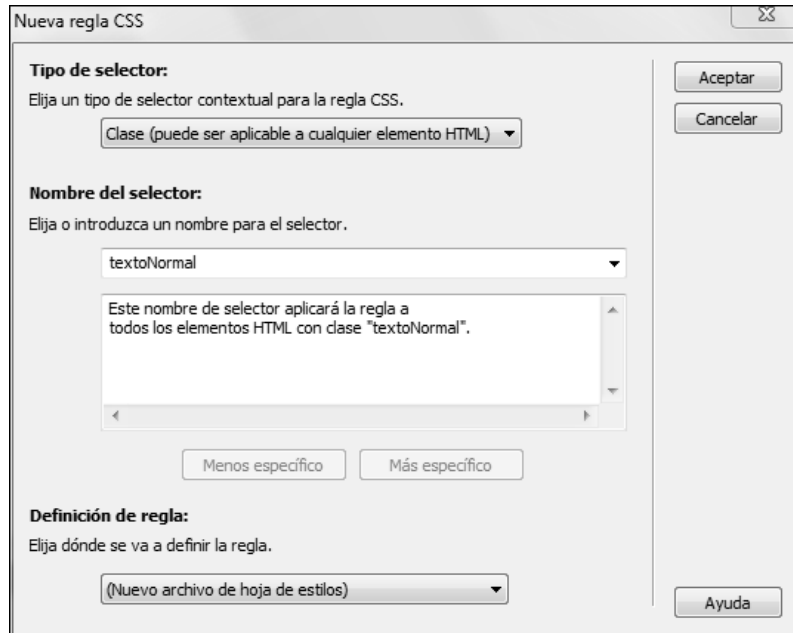 Nueva regla CSS
Tipo de selector:
Elija un tipo de selector contextual para la regla CSS.
Clase (puede ser aplicable a cualquier elemento HTML)
Nombre del selector:
Elija o introduzca un nombre para el selector.
textoNormal
Este nombre de selector aplicará la regla a
todos los elementos HTML con clase "textoNormal".
Menos específico
Más específico
Definición de regla:
Elija dónde se va a definir la regla.
(Nuevo archivo de hoja de estilos)
Aceptar
Cancelar
Ayuda